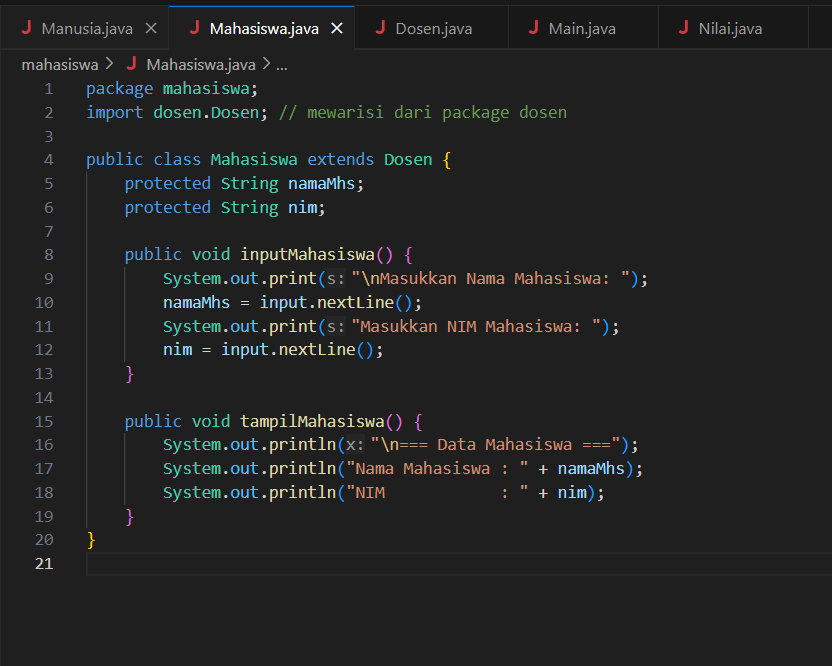 J Manusia.java × J Mahasiswa.java × J Dosen.java J Main.java J Nilai.java
mahasiswa > J Mahasiswa.java > ...
1 package mahasiswa;
2 import dosen.Dosen; // mewarisi dari package dosen
3
4 public class Mahasiswa extends Dosen {
5 protected String namaMhs;
6 protected String nim;
7
8 public void inputMahasiswa() {
9 System.out.print(s: "\nMasukkan Nama Mahasiswa: ");
10 namaMhs = input.nextLine();
11 System.out.print(s: "Masukkan NIM Mahasiswa: ");
12 nim = input.nextLine();
13 }
14
15 public void tampilMahasiswa() {
16 System.out.println(x: "\n=== Data Mahasiswa ===");
17 System.out.println("Nama Mahasiswa : " + namaMhs);
18 System.out.println("NIM            : " + nim);
19 }
20 }
21